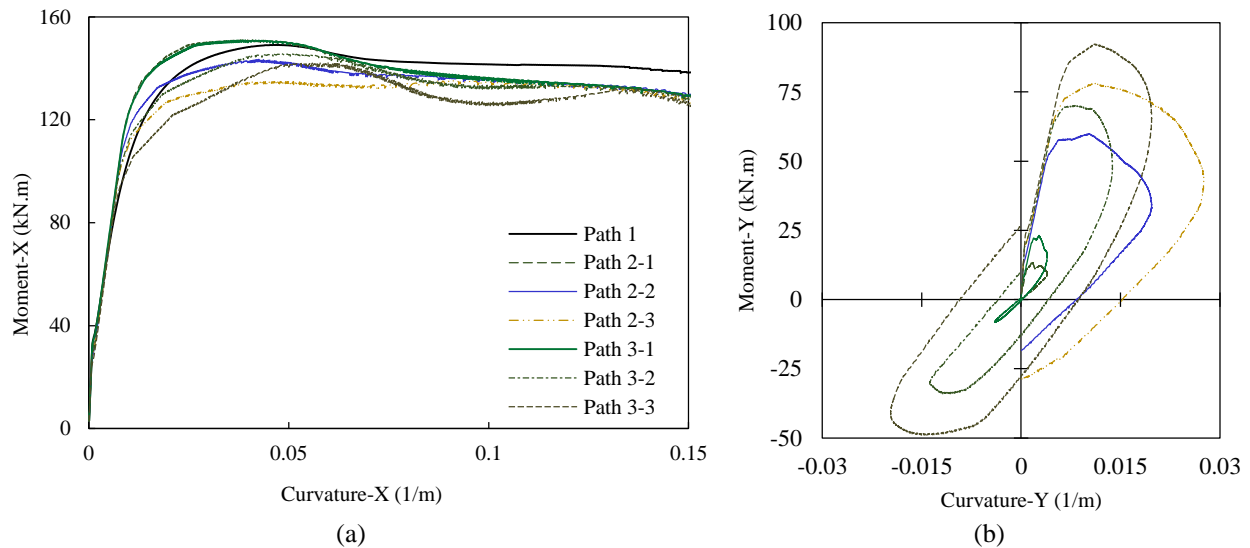 160
120
80
40
0
Moment-X (kN.m)
0
0.05
0.1
0.15
Curvature-X (1/m)
Path 1
Path 2-1
Path 2-2
Path 2-3
Path 3-1
Path 3-2
Path 3-3
(a)
100
75
50
25
0
-25
-50
Moment-Y (kN.m)
-0.03
-0.015
0
0.015
0.03
Curvature-Y (1/m)
(b)